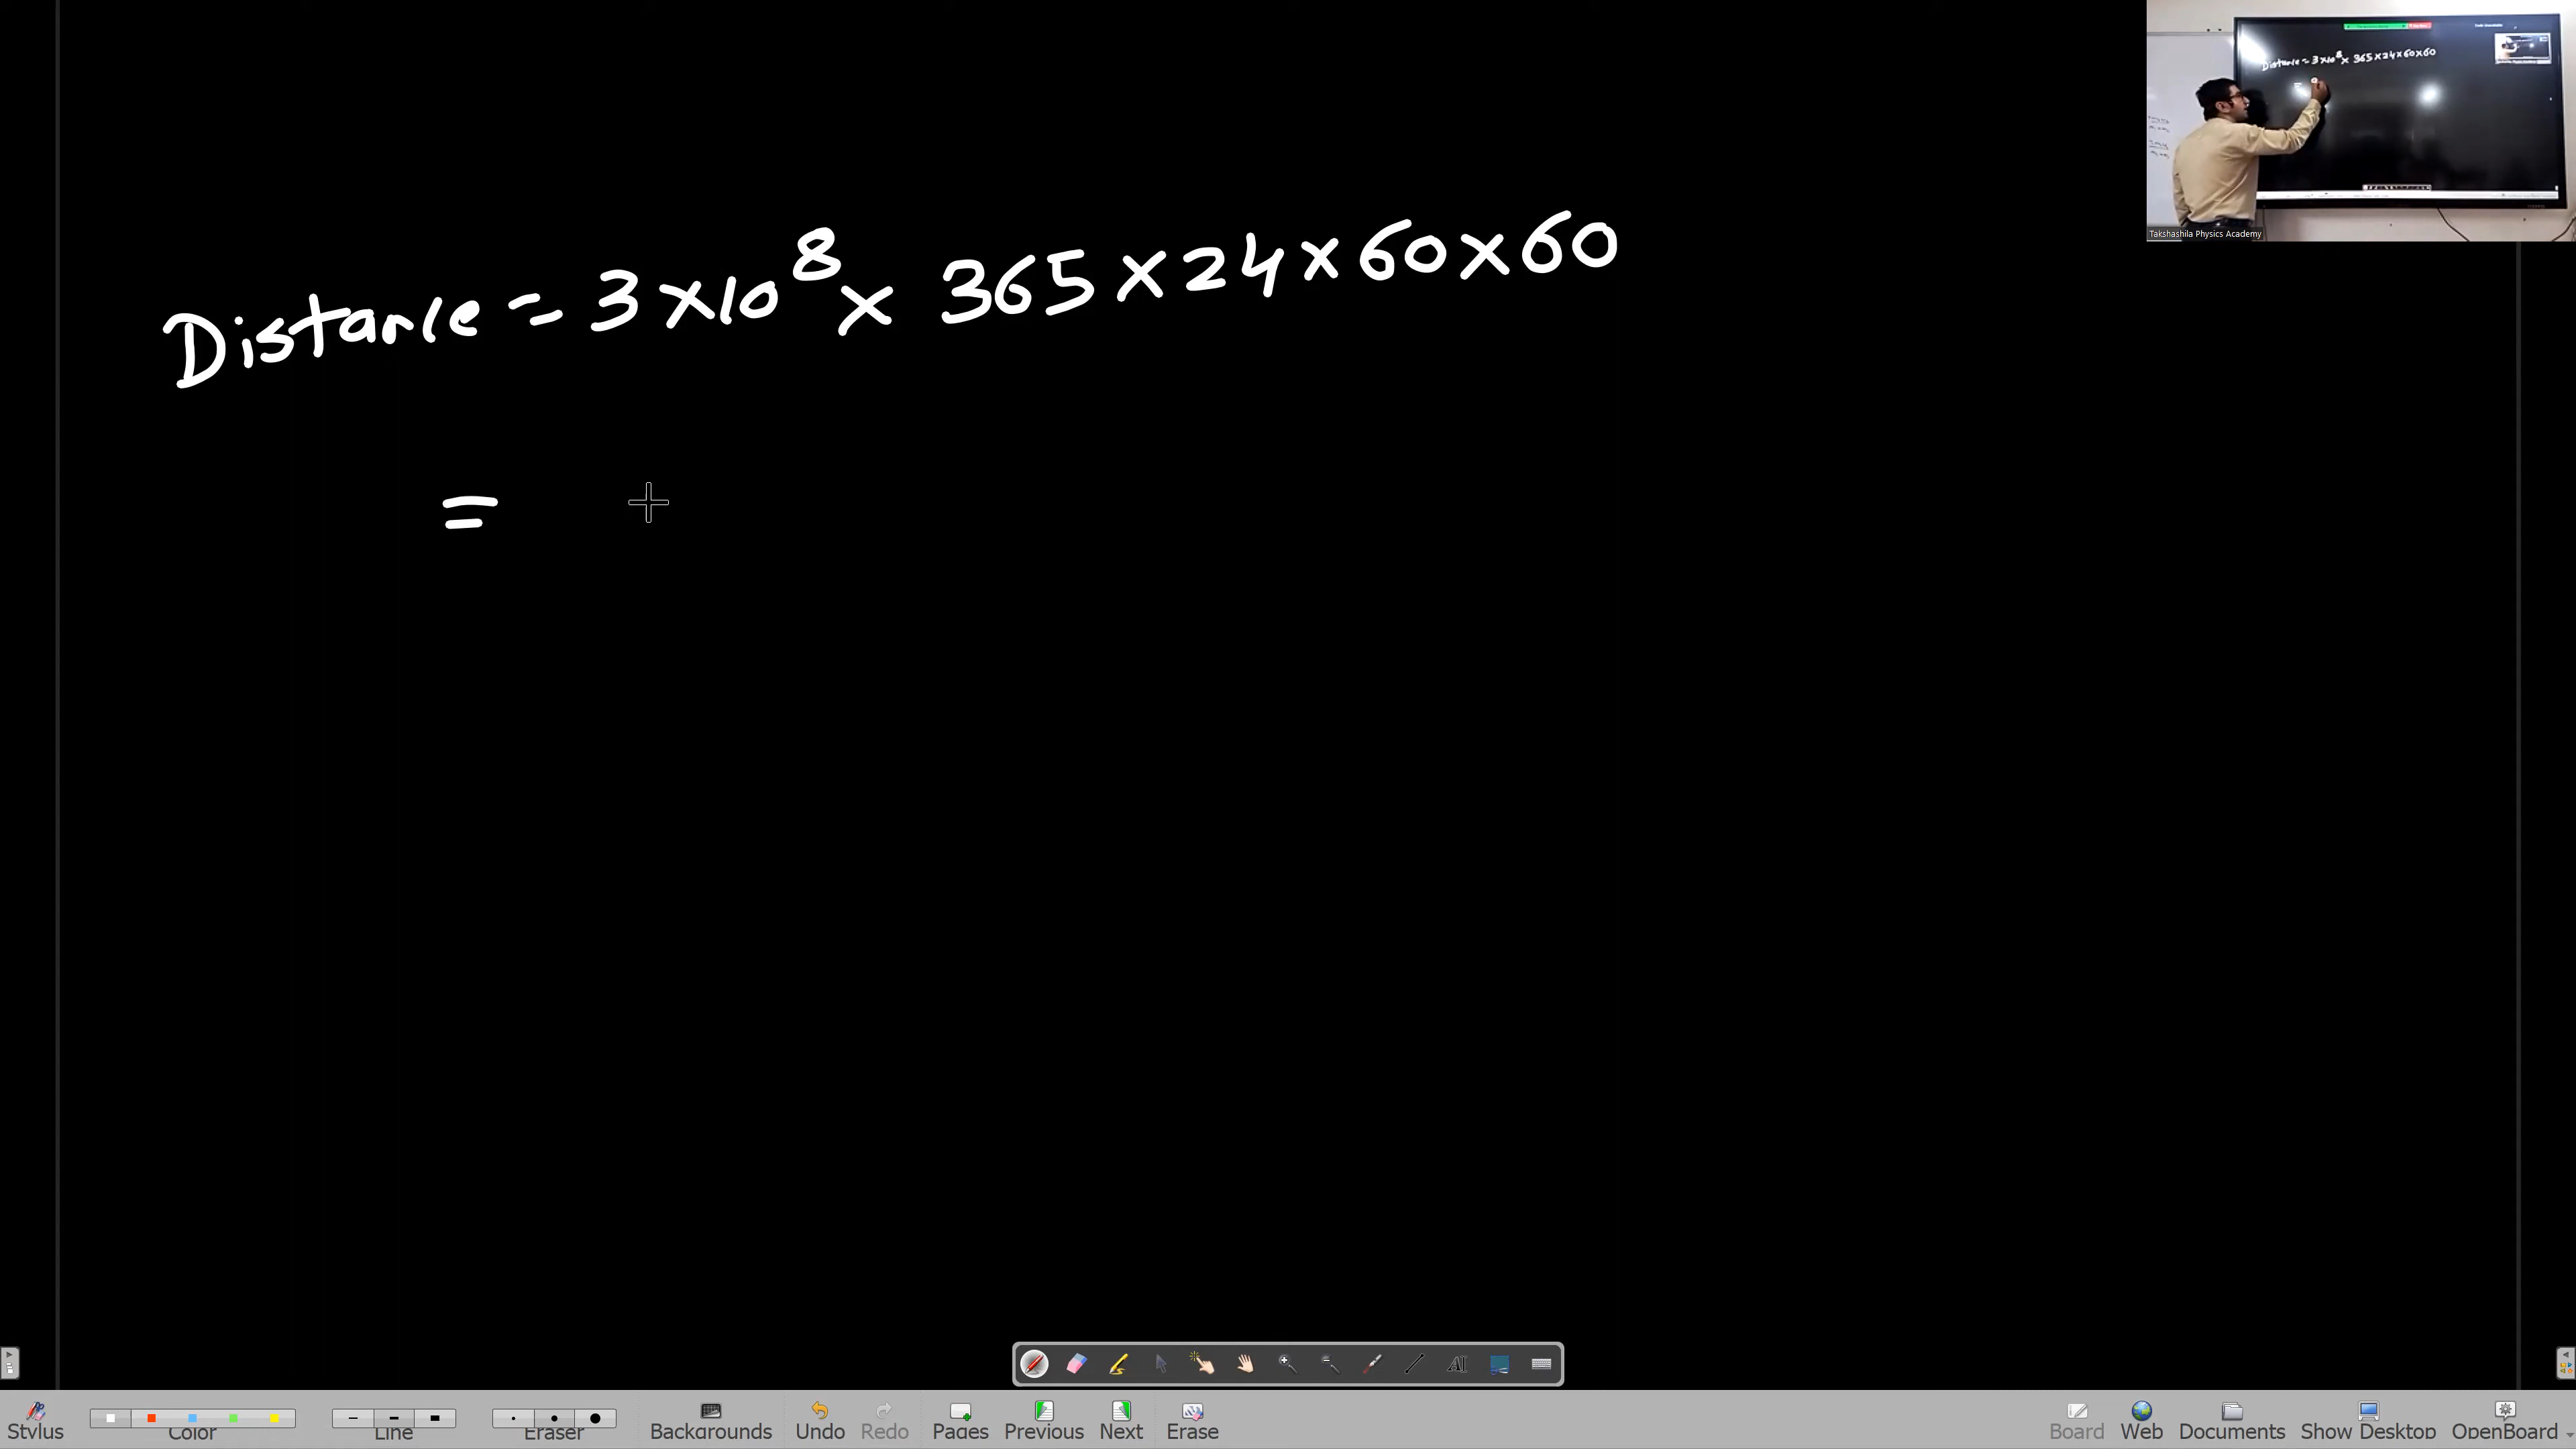 Takshashila Physics Academy
Distance = 3 × 10⁸ × 365 × 24 × 60 × 60
=
Stylus
Color
Line
Eraser
Backgrounds
Undo
Redo
Pages
Previous
Next
Erase
Board
Web
Documents
Show Desktop
OpenBoard